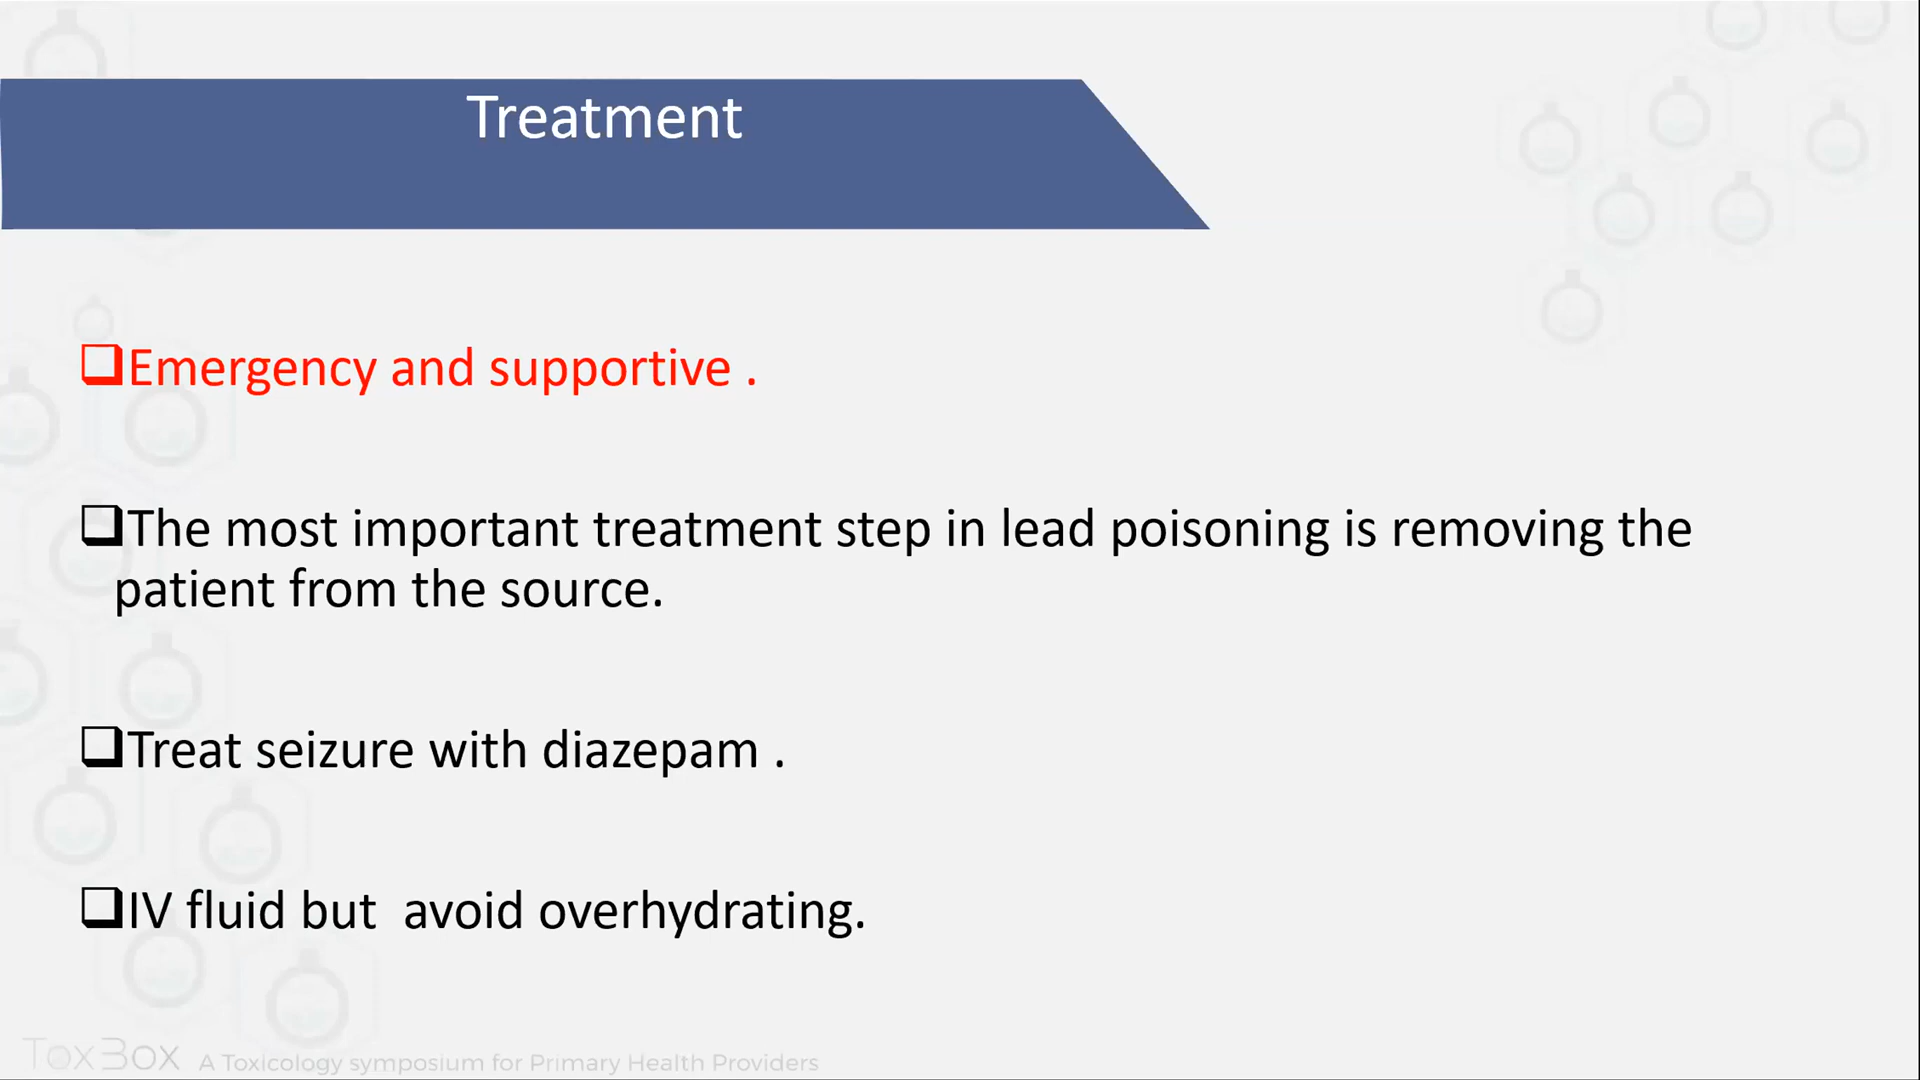 Treatment
❑Emergency and supportive .
❑The most important treatment step in lead poisoning is removing the
patient from the source.
❑Treat seizure with diazepam .
❑IV fluid but  avoid overhydrating.
ToxBox A Toxicology symposium for Primary Health Providers